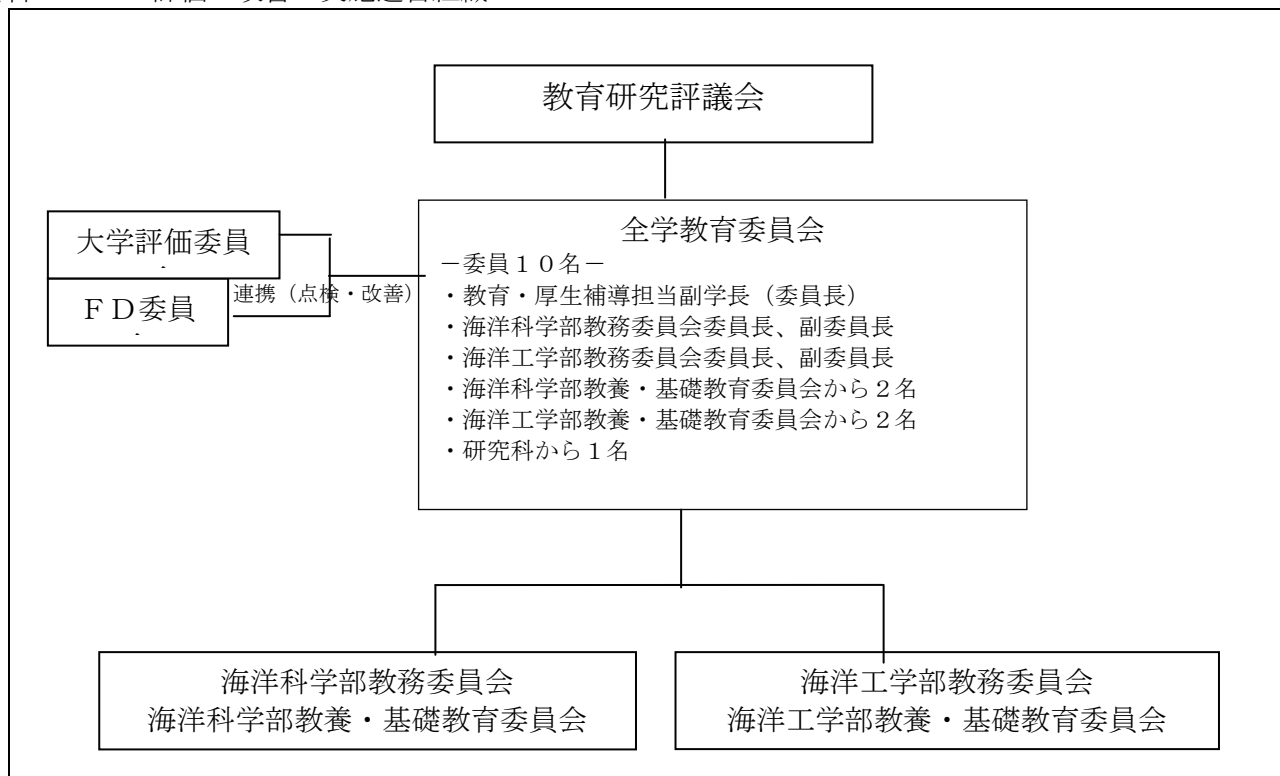 教育研究評議会
全学教育委員会
－委員１０名－
・教育・厚生補導担当副学長（委員長）
・海洋科学部教務委員会委員長、副委員長
・海洋工学部教務委員会委員長、副委員長
・海洋科学部教養・基礎教育委員会から２名
・海洋工学部教養・基礎教育委員会から２名
・研究科から１名
大学評価委員
ＦＤ委員
連携（点検・改善）
海洋科学部教務委員会
海洋科学部教養・基礎教育委員会
海洋工学部教務委員会
海洋工学部教養・基礎教育委員会